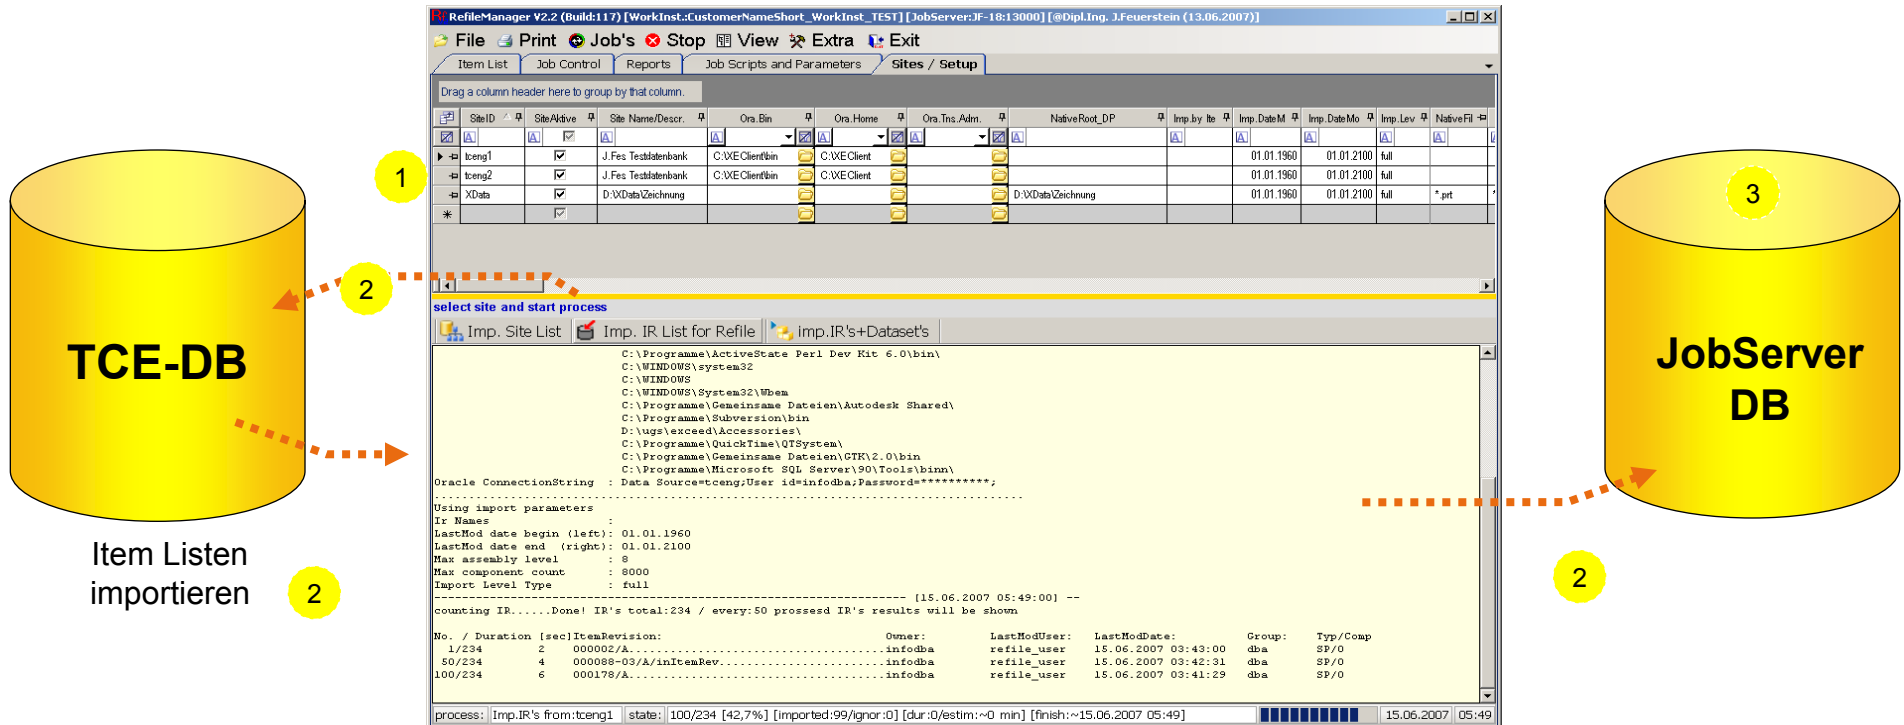 RefileManager V2.2 (Build:117) [WorkInst.:CustomerNameShort_WorkInst_TEST] [JobServer:JF-18:13000] [@Dipl.Ing. J.Feuerstein (13.06.2007)]
File Print Job's Stop View Extra Exit
Item List Job Control Reports Job Scripts and Parameters Sites / Setup
Drag a column header here to group by that column.
SiteID SiteAktive Site Name/Descr. Ora.Bin Ora.Home Ora.Tns.Adm. NativeRoot_DP Imp.by Ite Imp.DateM Imp.DateMo Imp.Lev NativeFil
tceng1 J.Fes Testdatenbank C:\XEClient\bin C:\XEClient 01.01.1960 01.01.2100 full
tceng2 J.Fes Testdatenbank C:\XEClient\bin C:\XEClient 01.01.1960 01.01.2100 full
XData D:\XData\Zeichnung D:\XData\Zeichnung 01.01.1960 01.01.2100 full *.prt
1
2
3
select site and start process
Imp. Site List Imp. IR List for Refile imp.IR's+Dataset's
C:\Programme\ActiveState Perl Dev Kit 6.0\bin\
C:\WINDOWS\system32
C:\WINDOWS
C:\WINDOWS\System32\Wbem
C:\Programme\Gemeinsame Dateien\Autodesk Shared\
C:\Programme\Subversion\bin
D:\ugs\exceed\Accessories\
C:\Programme\QuickTime\QTSystem\
C:\Programme\Gemeinsame Dateien\GTK\2.0\bin
C:\Programme\Microsoft SQL Server\90\Tools\binn\
Oracle ConnectionString : Data Source=tceng;User id=infodba;Password=**********;
Using import parameters
Ir Names :
LastMod date begin (left): 01.01.1960
LastMod date end (right): 01.01.2100
Max assembly level : 8
Max component count : 8000
Import Level Type : full
[15.06.2007 05:49:00] --
counting IR......Done! IR's total:234 / every:50 prossesd IR's results will be shown
No. / Duration [sec]ItemRevision: Owner: LastModUser: LastModDate: Group: Typ/Comp
1/234 2 000002/A.....................................infodba refile_user 15.06.2007 03:43:00 dba SP/0
50/234 4 000088-03/A/inItemRev........................infodba refile_user 15.06.2007 03:42:31 dba SP/0
100/234 6 000178/A.....................................infodba refile_user 15.06.2007 03:41:29 dba SP/0
process: Imp.IR's from:tceng1 state: 100/234 [42,7%] [imported:99/ignor:0] [dur:0/estim:~0 min] [finish:~15.06.2007 05:49] 15.06.2007 05:49
TCE-DB
Item Listen
importieren
2
JobServer
DB
2